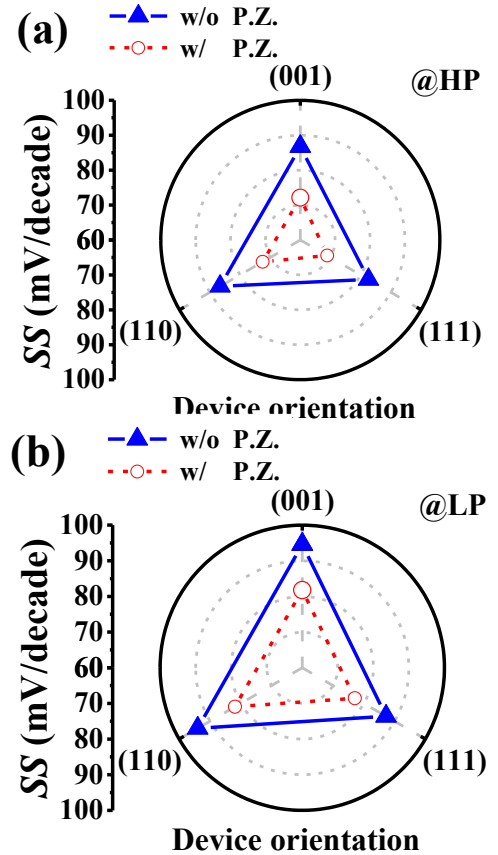 (a)
w/o P.Z.
w/ P.Z.
(001)
@HP
100
90
80
70
60
70
80
90
100
SS (mV/decade)
(110)
(111)
Device orientation
(b)
w/o P.Z.
w/ P.Z.
(001)
@LP
100
90
80
70
60
70
80
90
100
SS (mV/decade)
(110)
(111)
Device orientation